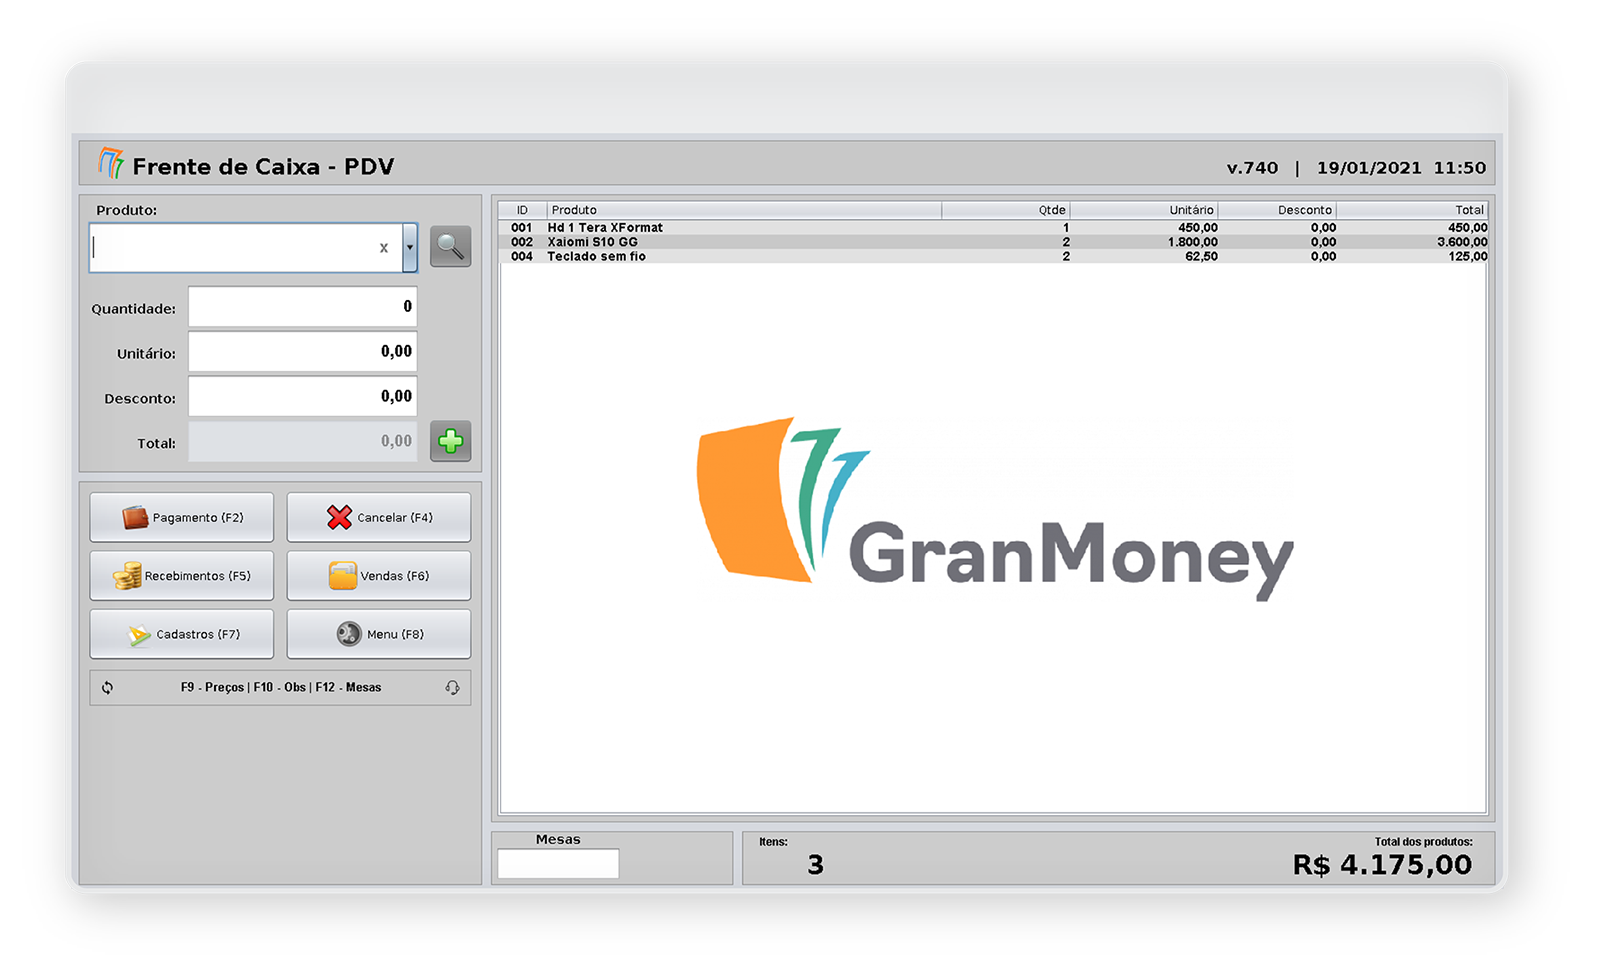 Frente de Caixa - PDV
v.740 | 19/01/2021 11:50
Produto:
x
Quantidade: 0
Unitário: 0,00
Desconto: 0,00
Total: 0,00
Pagamento (F2) Cancelar (F4)
Recebimentos (F5) Vendas (F6)
Cadastros (F7) Menu (F8)
F9 - Preços | F10 - Obs | F12 - Mesas
ID Produto Qtde Unitário Desconto Total
001 Hd 1 Tera XFormat 1 450,00 0,00 450,00
002 Xaiomi S10 GG 2 1.800,00 0,00 3.600,00
004 Teclado sem fio 2 62,50 0,00 125,00
GranMoney
Mesas
Itens:
3
Total dos produtos:
R$ 4.175,00